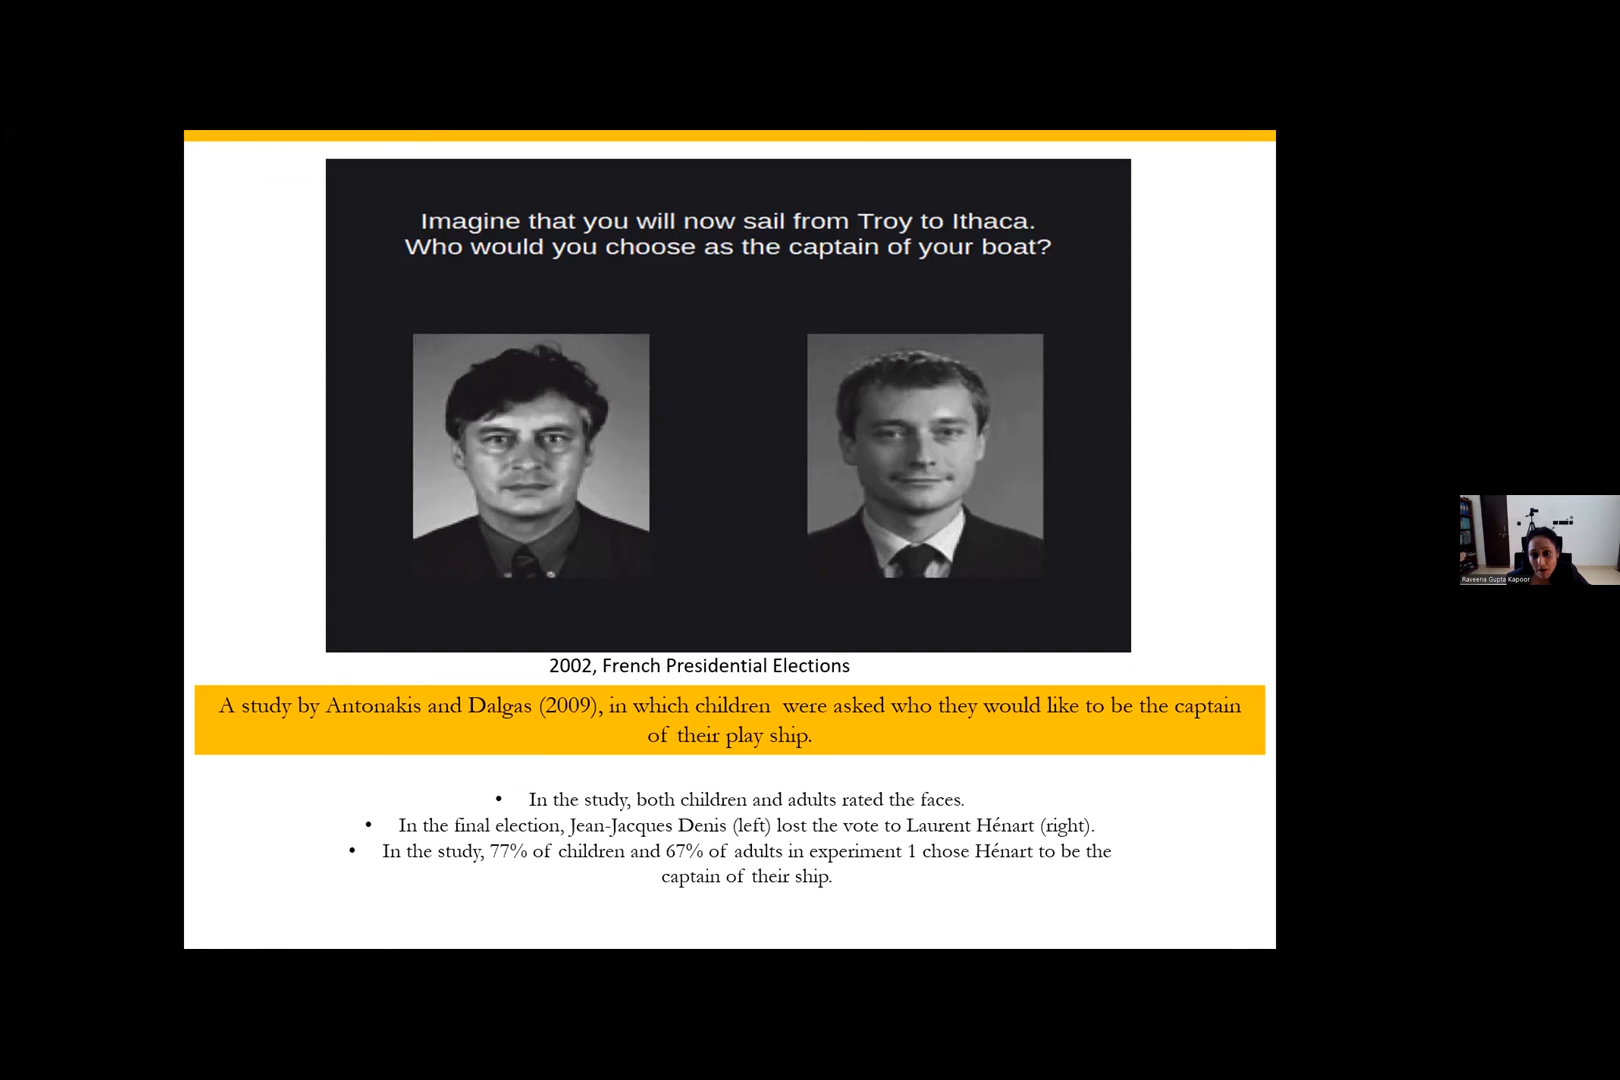 Imagine that you will now sail from Troy to Ithaca.
Who would you choose as the captain of your boat?
2002, French Presidential Elections
A study by Antonakis and Dalgas (2009), in which children were asked who they would like to be the captain
of their play ship.
• In the study, both children and adults rated the faces.
• In the final election, Jean-Jacques Denis (left) lost the vote to Laurent Hénart (right).
• In the study, 77% of children and 67% of adults in experiment 1 chose Hénart to be the
captain of their ship.
Raveena Gupta Kapoor